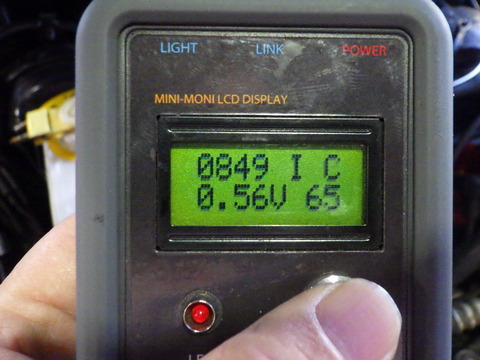 LIGHT LINK POWER
MINI-MONI LCD DISPLAY
0849 I C
0.56V 65